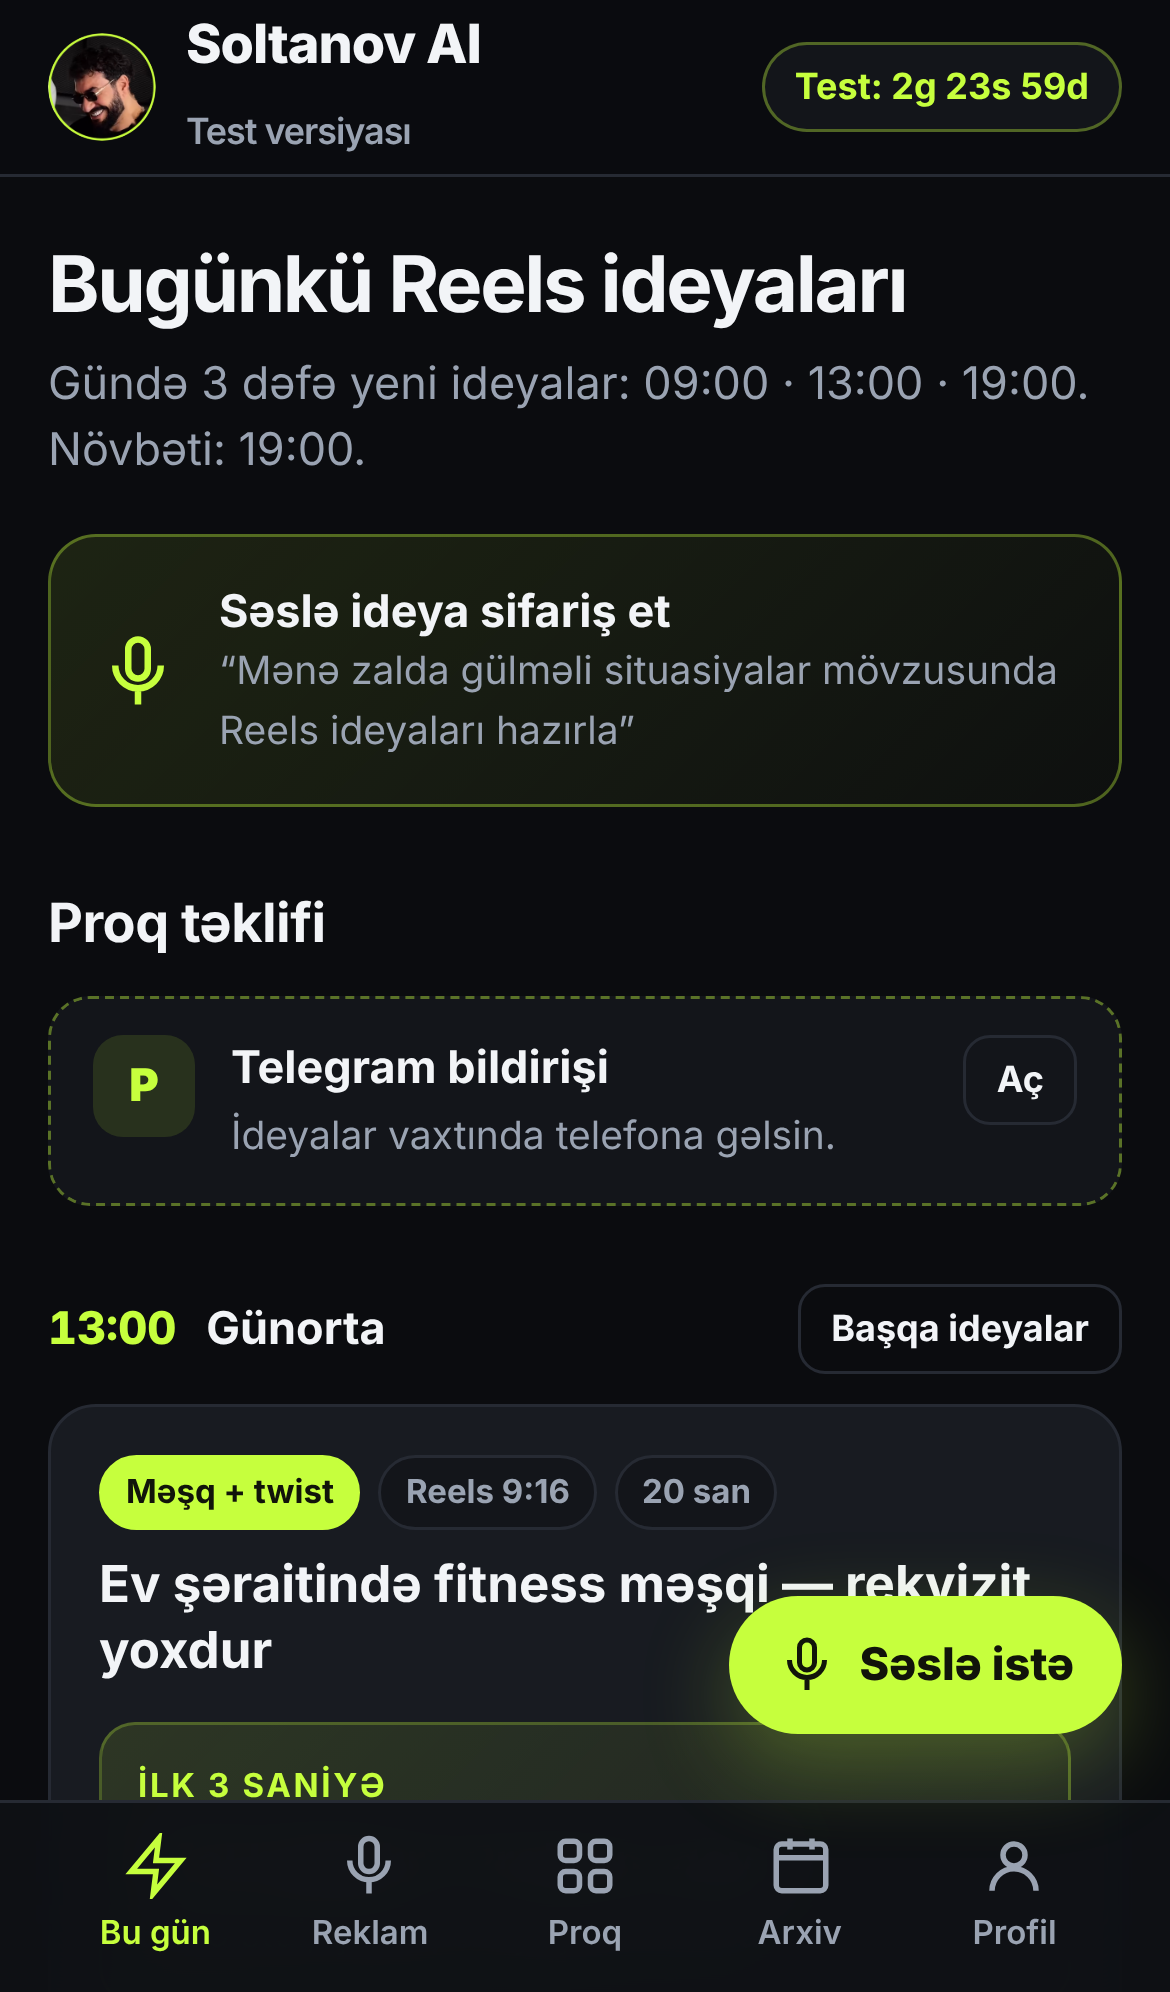 Soltanov AI
Test versiyası
Test: 2g 23s 59d
Bugünkü Reels ideyaları
Gündə 3 dəfə yeni ideyalar: 09:00 · 13:00 · 19:00.
Növbəti: 19:00.
Səslə ideya sifariş et
“Mənə zalda gülməli situasiyalar mövzusunda
Reels ideyaları hazırla”
Proq təklifi
P
Telegram bildirişi
İdeyalar vaxtında telefona gəlsin.
Aç
13:00 Günorta
Başqa ideyalar
Məşq + twist
Reels 9:16
20 san
Ev şəraitində fitness məşqi — rekvizit
yoxdur
Səslə istə
İLK 3 SANİYƏ
Bu gün
Reklam
Proq
Arxiv
Profil